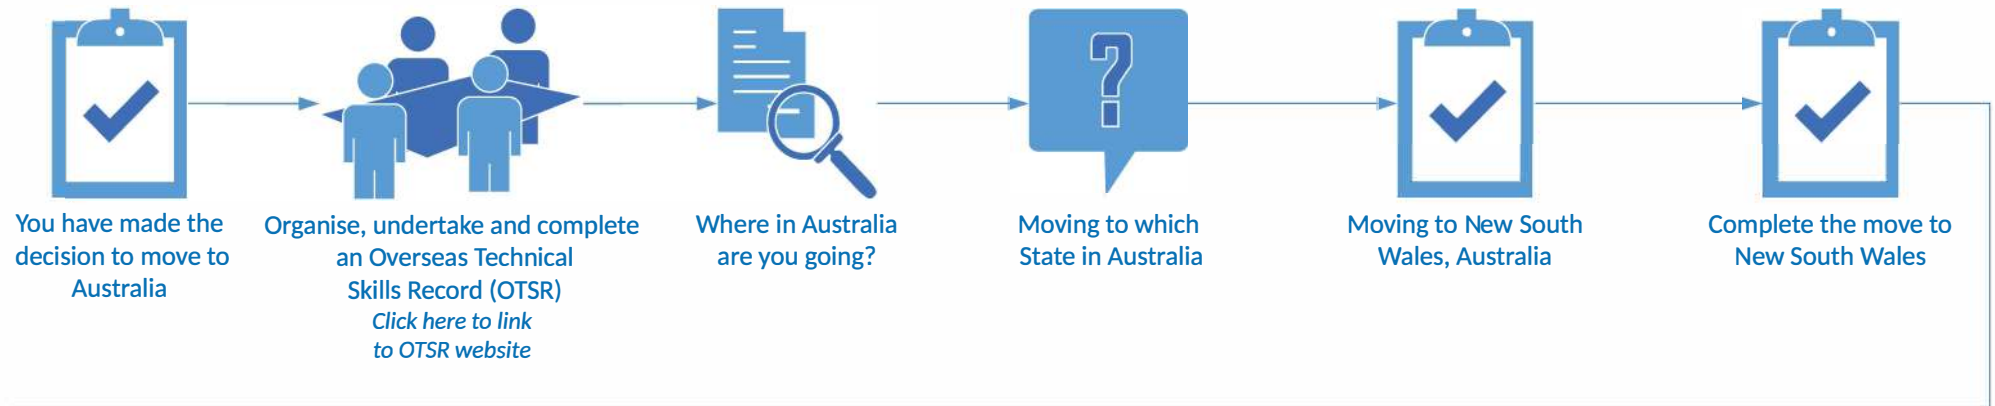 You have made the
decision to move to
Australia
Organise, undertake and complete
an Overseas Technical
Skills Record (OTSR)
Click here to link
to OTSR website
Where in Australia
are you going?
?
Moving to which
State in Australia
Moving to New South
Wales, Australia
Complete the move to
New South Wales